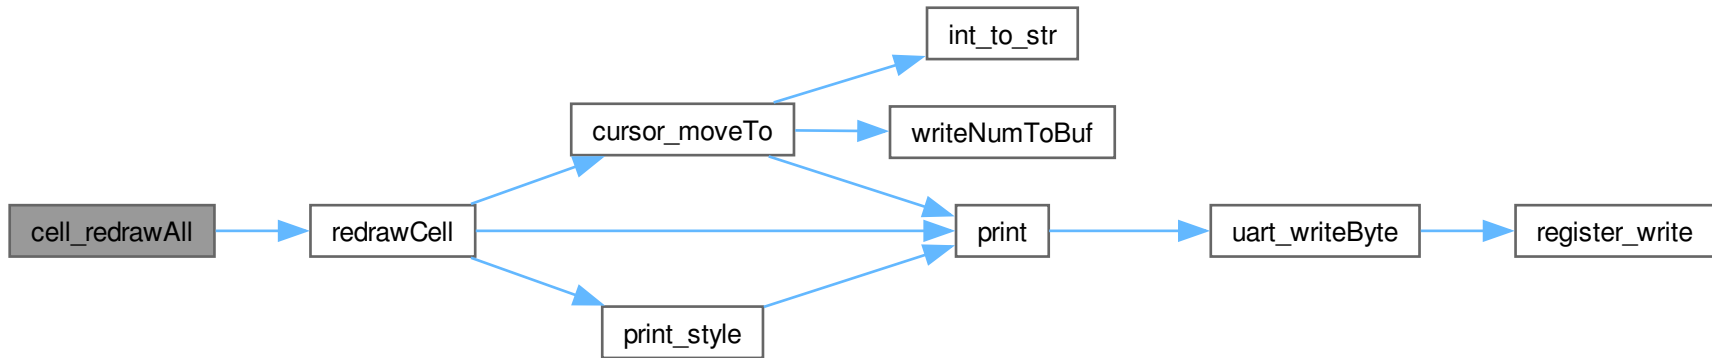 cell_redrawAll
redrawCell
cursor_moveTo
print_style
int_to_str
writeNumToBuf
print
uart_writeByte
register_write